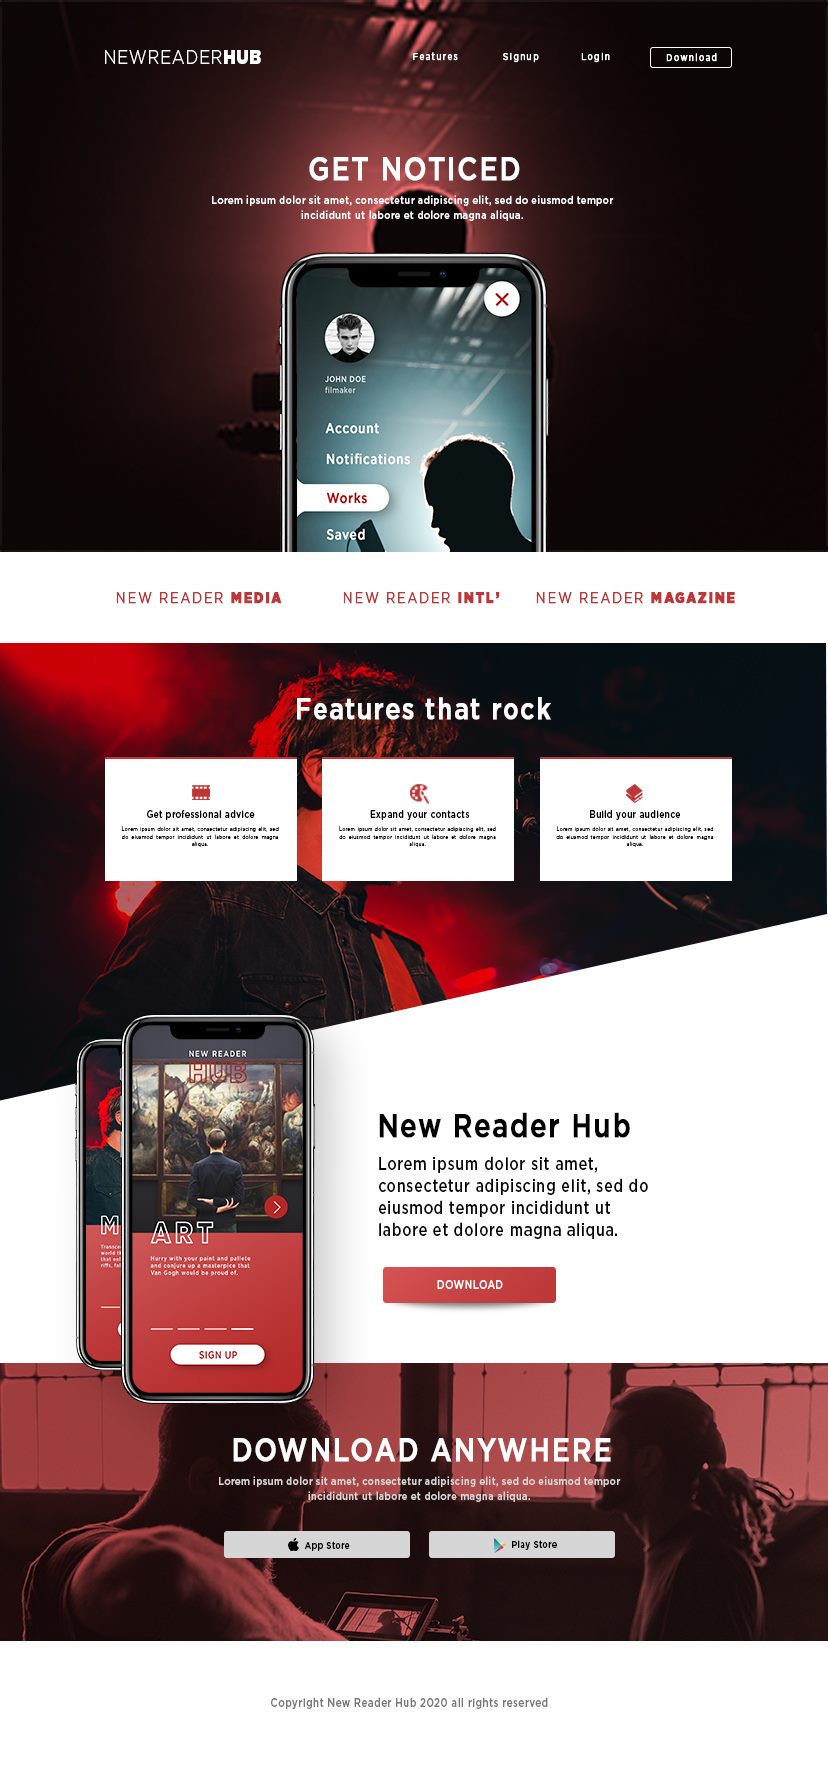 NEWREADERHUB
Features
Signup
Login
Download
GET NOTICED
Lorem ipsum dolor sit amet, consectetur adipiscing elit, sed do eiusmod tempor
incididunt ut labore et dolore magna aliqua.
JOHN DOE
filmaker
Account
Notifications
Works
Saved
NEW READER MEDIA
NEW READER INTL’
NEW READER MAGAZINE
Features that rock
Get professional advice
Lorem ipsum dolor sit amet, consectetur adipiscing elit, sed
do eiusmod tempor incididunt ut labore et dolore magna
aliqua.
Expand your contacts
Lorem ipsum dolor sit amet, consectetur adipiscing elit, sed
do eiusmod tempor incididunt ut labore et dolore magna
aliqua.
Build your audience
Lorem ipsum dolor sit amet, consectetur adipiscing elit, sed
do eiusmod tempor incididunt ut labore et dolore magna
aliqua.
NEW READER
HUB
M
ART
Hurry with your paint and pallete
and conjure up a masterpice that
Van Gogh would be proud of.
SIGN UP
New Reader Hub
Lorem ipsum dolor sit amet,
consectetur adipiscing elit, sed do
eiusmod tempor incididunt ut
labore et dolore magna aliqua.
DOWNLOAD
DOWNLOAD ANYWHERE
Lorem ipsum dolor sit amet, consectetur adipiscing elit, sed do eiusmod tempor
incididunt ut labore et dolore magna aliqua.
App Store
Play Store
Copyright New Reader Hub 2020 all rights reserved